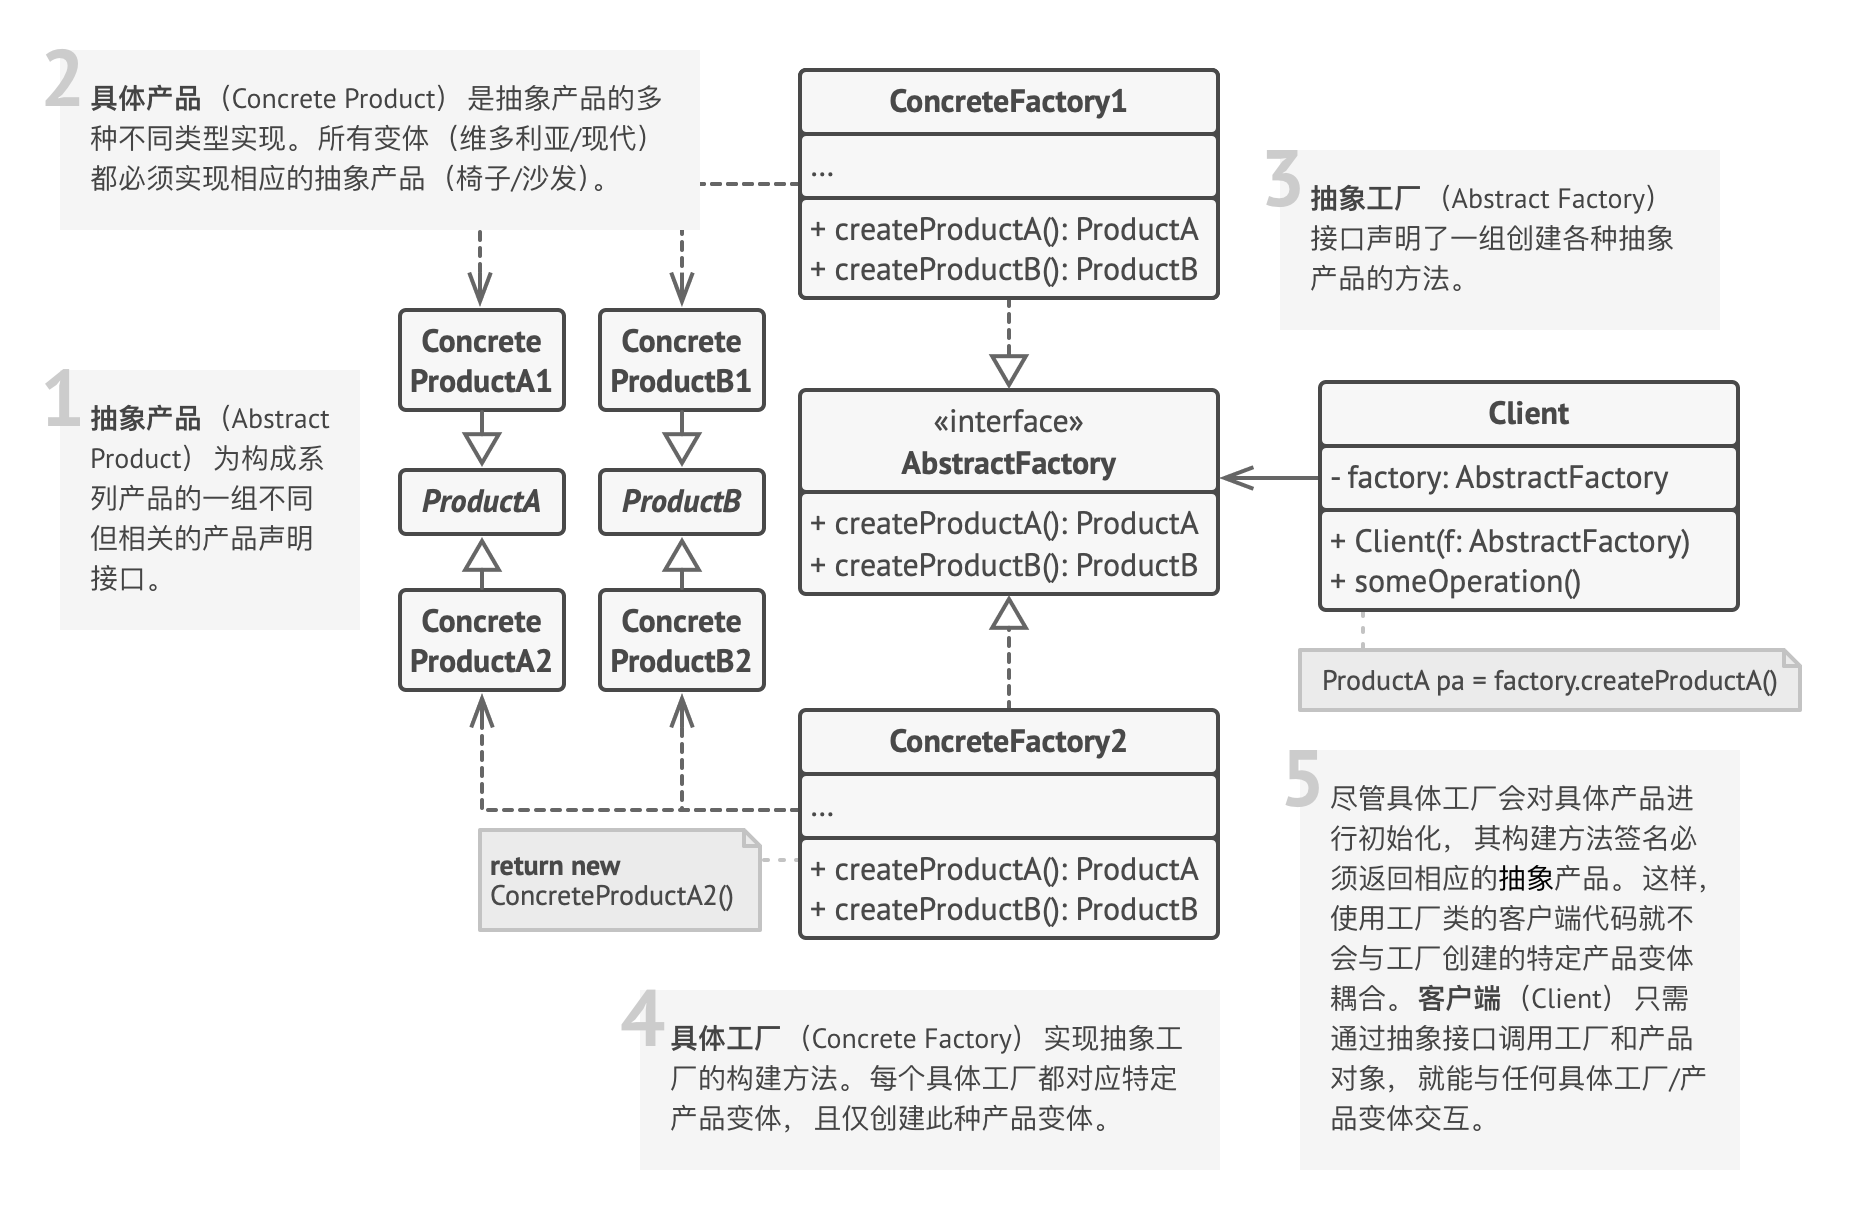 2
具体产品（Concrete Product）是抽象产品的多
种不同类型实现。所有变体（维多利亚/现代）
都必须实现相应的抽象产品（椅子/沙发）。
ConcreteFactory1
...
+ createProductA(): ProductA
+ createProductB(): ProductB
3
抽象工厂（Abstract Factory）
接口声明了一组创建各种抽象
产品的方法。
1
抽象产品（Abstract
Product）为构成系
列产品的一组不同
但相关的产品声明
接口。
Concrete
ProductA1
Concrete
ProductB1
ProductA
ProductB
Concrete
ProductA2
Concrete
ProductB2
«interface»
AbstractFactory
+ createProductA(): ProductA
+ createProductB(): ProductB
Client
- factory: AbstractFactory
+ Client(f: AbstractFactory)
+ someOperation()
ProductA pa = factory.createProductA()
ConcreteFactory2
...
+ createProductA(): ProductA
+ createProductB(): ProductB
return new
ConcreteProductA2()
4
具体工厂（Concrete Factory）实现抽象工
厂的构建方法。每个具体工厂都对应特定
产品变体，且仅创建此种产品变体。
5
尽管具体工厂会对具体产品进
行初始化，其构建方法签名必
须返回相应的抽象产品。这样，
使用工厂类的客户端代码就不
会与工厂创建的特定产品变体
耦合。客户端（Client）只需
通过抽象接口调用工厂和产品
对象，就能与任何具体工厂/产
品变体交互。